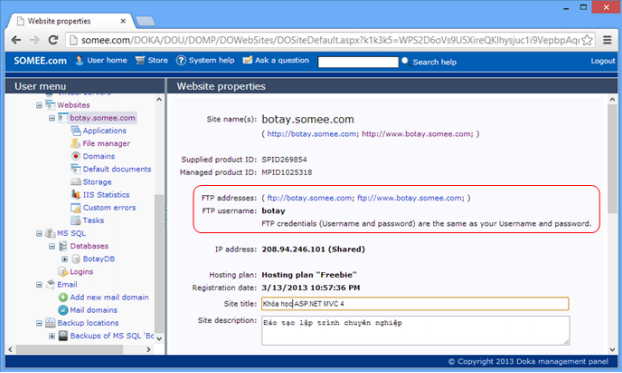 Website properties
somee.com/DOKA/DOU/DOMP/DOWebSites/DOSiteDefault.aspx?k1k3k5=WPS2D6oVs9U5XireQKlhysjuc1i9VepbpAq
SOMEE.COM User home Store System help Ask a question Search help Logout
User menu
Website properties
Websites
botay.somee.com
Applications
File manager
Domains
Default documents
Storage
IIS Statistics
Custom errors
Tasks
MS SQL
Databases
BotayDB
Logins
Email
Add new mail domain
Mail domains
Backup locations
Backups of MS SQL 'Bo
Site name(s): botay.somee.com
( http://botay.somee.com; http://www.botay.somee.com; )
Supplied product ID: SPID269854
Managed product ID: MPID1025318
FTP addresses: ( ftp://botay.somee.com; ftp://www.botay.somee.com; )
FTP username: botay
FTP credentials (Username and password) are the same as your Username and password.
IP address: 208.94.246.101 (Shared)
Hosting plan: Hosting plan "Freebie"
Registration date: 3/13/2013 10:57:36 PM
Site title: Khóa học ASP.NET MVC 4
Site description: Đào tạo lập trình chuyên nghiệp
© Copyright 2013 Doka management panel